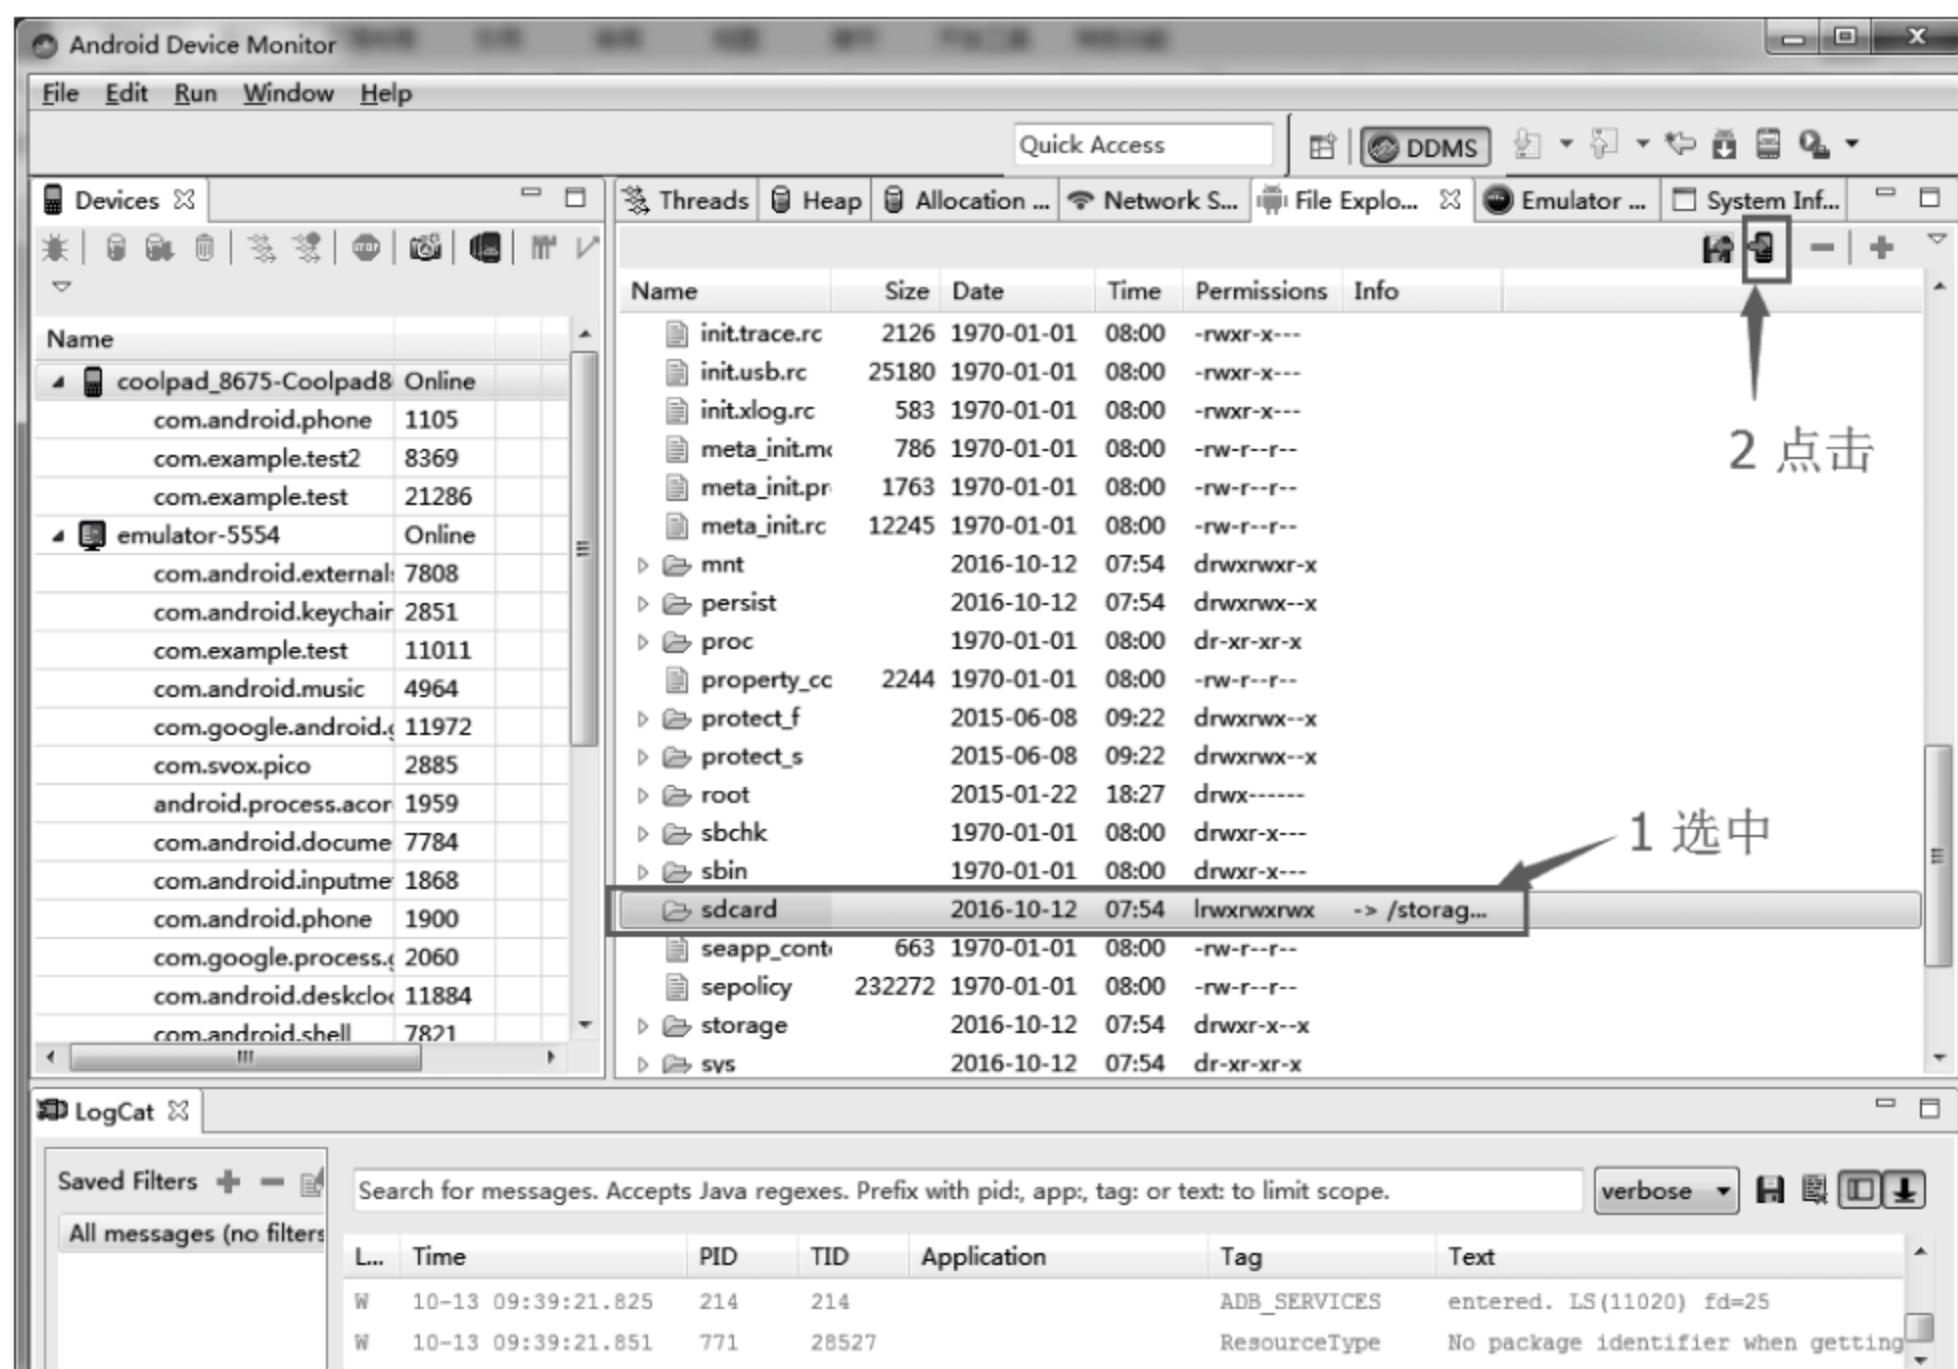 Android Device Monitor
File Edit Run Window Help
Quick Access DDMS
Devices
Threads Heap Allocation ... Network S... File Explo... Emulator ... System Inf...
Name
coolpad_8675-Coolpad8 Online
com.android.phone 1105
com.example.test2 8369
com.example.test 21286
emulator-5554 Online
com.android.external 7808
com.android.keychain 2851
com.example.test 11011
com.android.music 4964
com.google.android. 11972
com.svox.pico 2885
android.process.acor 1959
com.android.docume 7784
com.android.inputme 1868
com.android.phone 1900
com.google.process. 2060
com.android.deskcloc 11884
com.android.shell 7821
Name Size Date Time Permissions Info
init.trace.rc 2126 1970-01-01 08:00 -rwxr-x---
init.usb.rc 25180 1970-01-01 08:00 -rwxr-x---
init.xlog.rc 583 1970-01-01 08:00 -rwxr-x---
meta_init.mo 786 1970-01-01 08:00 -rw-r--r--
meta_init.pr 1763 1970-01-01 08:00 -rw-r--r--
meta_init.rc 12245 1970-01-01 08:00 -rw-r--r--
mnt 2016-10-12 07:54 drwxrwxr-x
persist 2016-10-12 07:54 drwxrwx--x
proc 1970-01-01 08:00 dr-xr-xr-x
property_cc 2244 1970-01-01 08:00 -rw-r--r--
protect_f 2015-06-08 09:22 drwxrwx--x
protect_s 2015-06-08 09:22 drwxrwx--x
root 2015-01-22 18:27 drwx------
sbchk 1970-01-01 08:00 drwxr-x---
sbin 1970-01-01 08:00 drwxr-x---
sdcard 2016-10-12 07:54 lrwxrwxrwx -> /storag...
seapp_conte 663 1970-01-01 08:00 -rw-r--r--
sepolicy 232272 1970-01-01 08:00 -rw-r--r--
storage 2016-10-12 07:54 drwxr-x--x
sys 2016-10-12 07:54 dr-xr-xr-x
2 点击
1 选中
LogCat
Saved Filters
All messages (no filters
Search for messages. Accepts Java regexes. Prefix with pid:, app:, tag: or text: to limit scope.
verbose
L... Time PID TID Application Tag Text
W 10-13 09:39:21.825 214 214 ADB_SERVICES entered. LS(11020) fd=25
W 10-13 09:39:21.851 771 28527 ResourceType No package identifier when getting